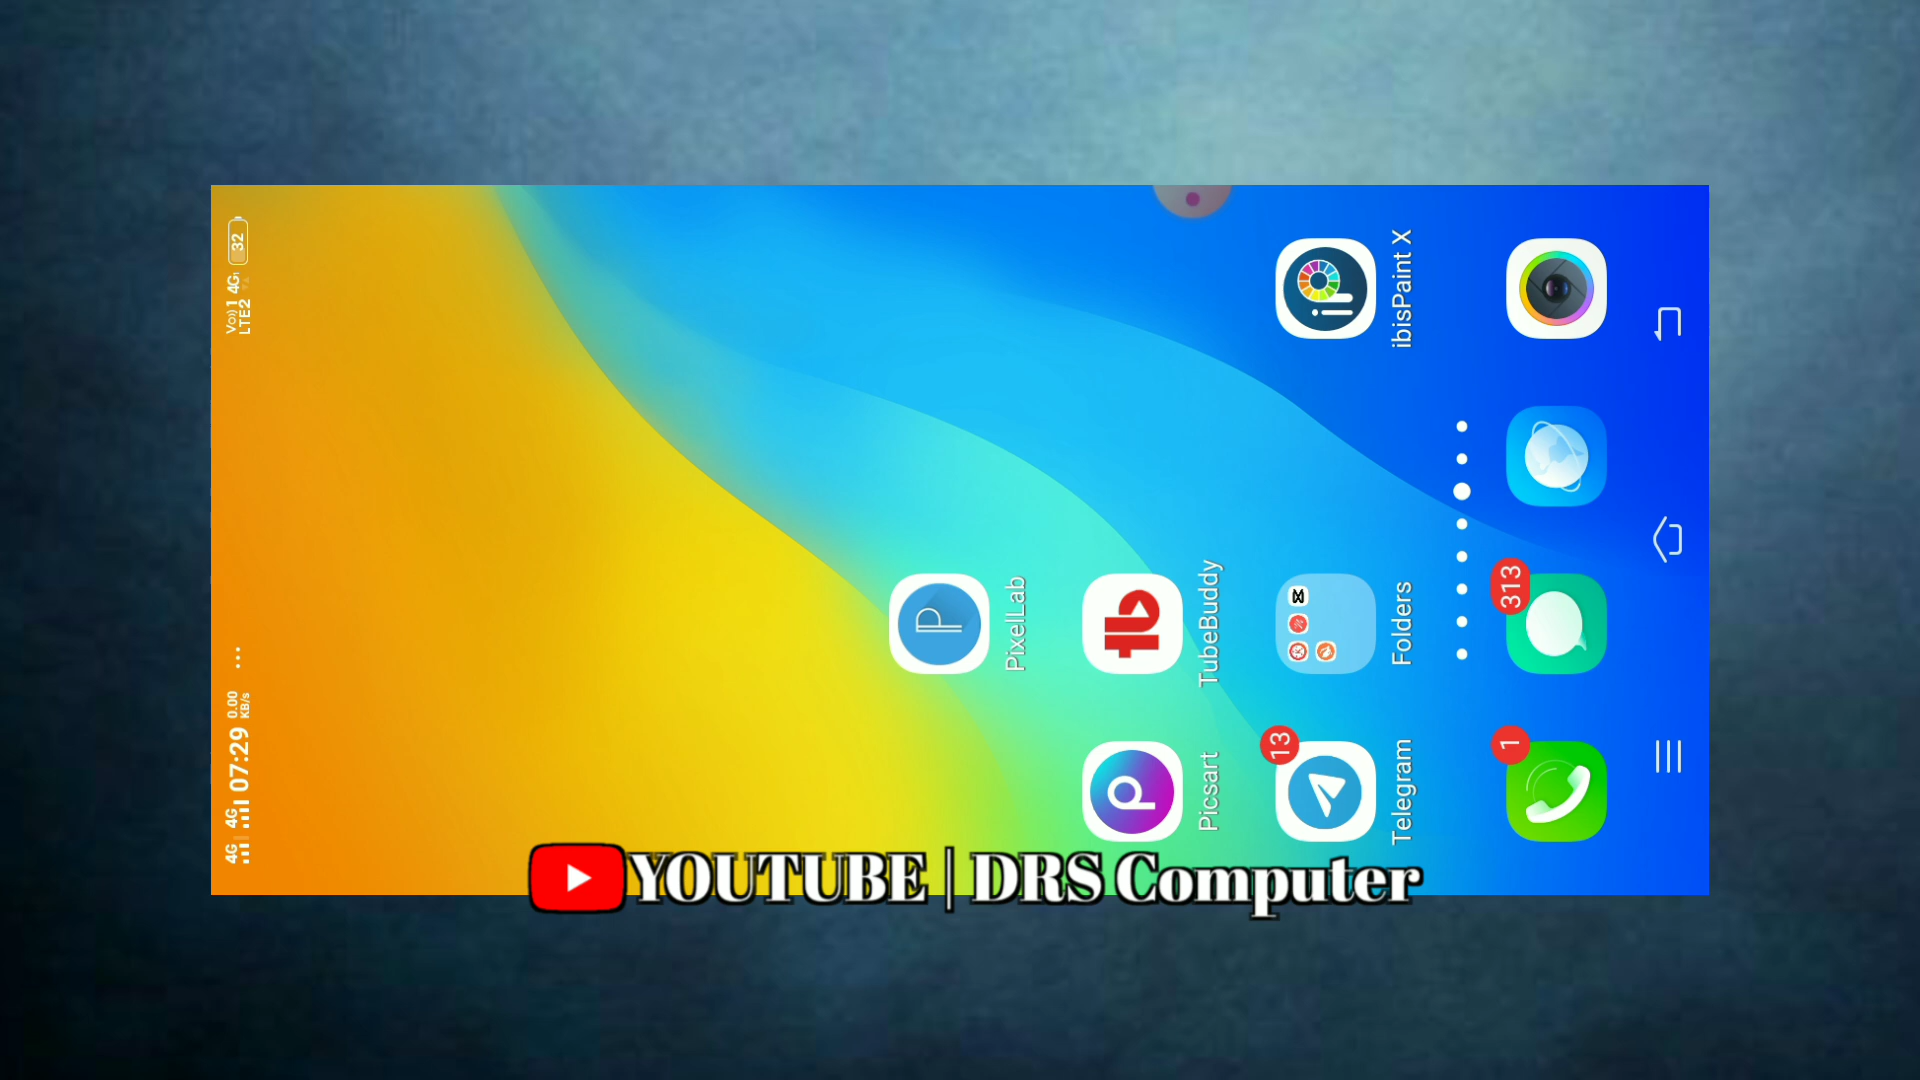 4G 4G 07:29 0.00 KB/s ...
Vo)) 1 4G LTE2 32
PixelLab
Picsart
TubeBuddy
13
Telegram
Folders
ibisPaint X
1
313
YOUTUBE | DRS Computer